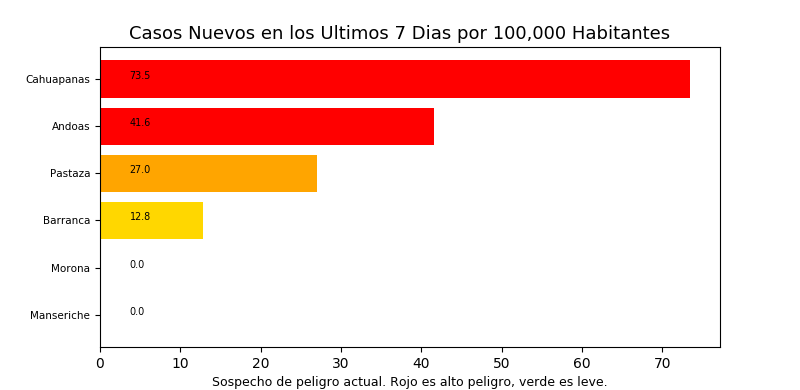 Casos Nuevos en los Ultimos 7 Dias por 100,000 Habitantes
Cahuapanas 73.5
Andoas 41.6
Pastaza 27.0
Barranca 12.8
Morona 0.0
Manseriche 0.0
0 10 20 30 40 50 60 70
Sospecho de peligro actual. Rojo es alto peligro, verde es leve.